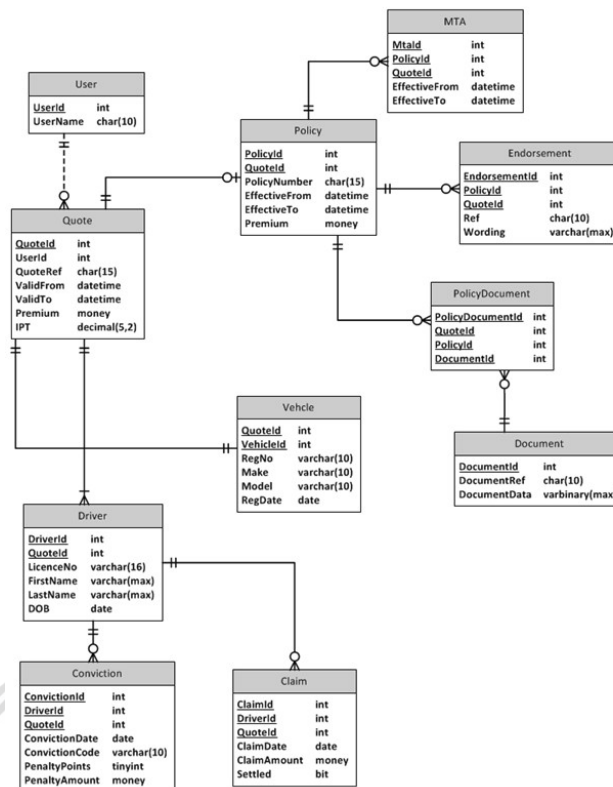 MTA
MtaId int
PolicyId int
QuoteId int
EffectiveFrom datetime
EffectiveTo datetime
User
UserId int
UserName char(10)
Policy
PolicyId int
QuoteId int
PolicyNumber char(15)
EffectiveFrom datetime
EffectiveTo datetime
Premium money
Endorsement
EndorsementId int
PolicyId int
QuoteId int
Ref char(10)
Wording varchar(max)
Quote
QuoteId int
UserId int
QuoteRef char(15)
ValidFrom datetime
ValidTo datetime
Premium money
IPT decimal(5,2)
PolicyDocument
PolicyDocumentId int
QuoteId int
PolicyId int
DocumentId int
Vehcle
QuoteId int
VehicleId int
RegNo varchar(10)
Make varchar(10)
Model varchar(10)
RegDate date
Document
DocumentId int
DocumentRef char(10)
DocumentData varbinary(max
Driver
DriverId int
QuoteId int
LicenceNo varchar(16)
FirstName varchar(max)
LastName varchar(max)
DOB date
Conviction
ConvictionId int
DriverId int
QuoteId int
ConvictionDate date
ConvictionCode varchar(10)
PenaltyPoints tinyint
PenaltyAmount money
Claim
ClaimId int
DriverId int
QuoteId int
ClaimDate date
ClaimAmount money
Settled bit